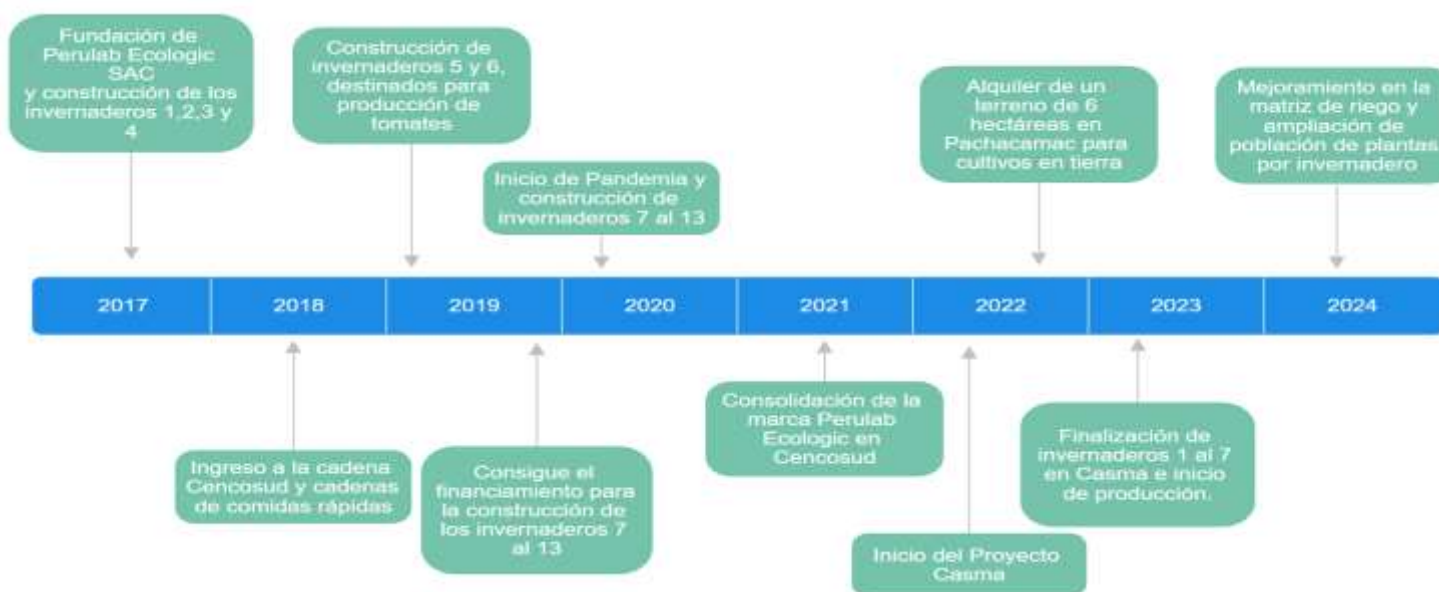 Fundación de
Perulab Ecologic
SAC
y construcción de los
invernaderos 1,2,3 y
4
Construcción de
invernaderos 5 y 6,
destinados para
producción de
tomates
Inicio de Pandemia y
construcción de
invernaderos 7 al 13
Alquiler de un
terreno de 6
hectáreas en
Pachacamac para
cultivos en tierra
Mejoramiento en la
matriz de riego y
ampliación de
población de plantas
por invernadero
2017
2018
2019
2020
2021
2022
2023
2024
Ingreso a la cadena
Cencosud y cadenas
de comidas rápidas
Consigue el
financiamiento para
la construcción de
los invernaderos 7
al 13
Consolidación de la
marca Perulab
Ecologic en
Cencosud
Inicio del Proyecto
Casma
Finalización de
invernaderos 1 al 7
en Casma e inicio
de producción.